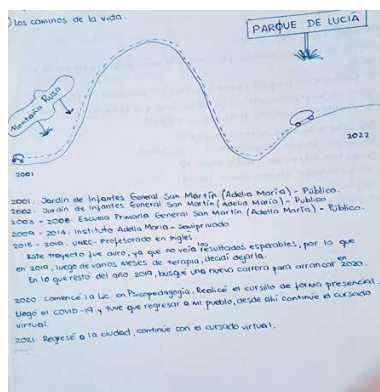 Los caminos de la vida.
PARQUE DE LUCIA
Montaña Rusa
2001
2022
2001: Jardin de Infantes General San Martín (Adelia María) - Público.
2002: Jardin de Infantes General San Martín (Adelia María) - Público
2003 - 2008: Escuela Primaria General San Martín (Adelia María) - Público.
2009 - 2014: Instituto Adelia María - Semiprivado
2015 - 2019: UNRC - Profesorado en Inglés.
Este trayecto fue duro, ya que no veía los resultados esperables, por lo que
en 2019, luego de varios meses de terapia, decidí dejarla.
En lo que restó del año 2019, busqué una nueva carrera para arrancar en 2020.
2020: Comencé la Lic. en Psicopedagogía. Realicé el cursillo de forma presencial.
Llegó el COVID-19 y tuve que regresar a mi pueblo, desde ahí continué el cursado
virtual.
2021: Regresé a la ciudad, continúe con el cursado virtual.